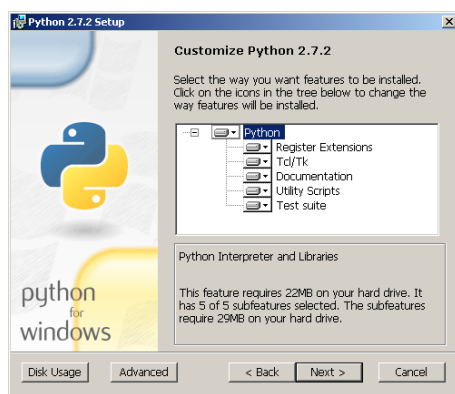 Python 2.7.2 Setup
Customize Python 2.7.2
Select the way you want features to be installed.
Click on the icons in the tree below to change the
way features will be installed.
Python
Register Extensions
Tcl/Tk
Documentation
Utility Scripts
Test suite
Python Interpreter and Libraries
This feature requires 22MB on your hard drive. It
has 5 of 5 subfeatures selected. The subfeatures
require 29MB on your hard drive.
python
for
windows
Disk Usage
Advanced
< Back
Next >
Cancel